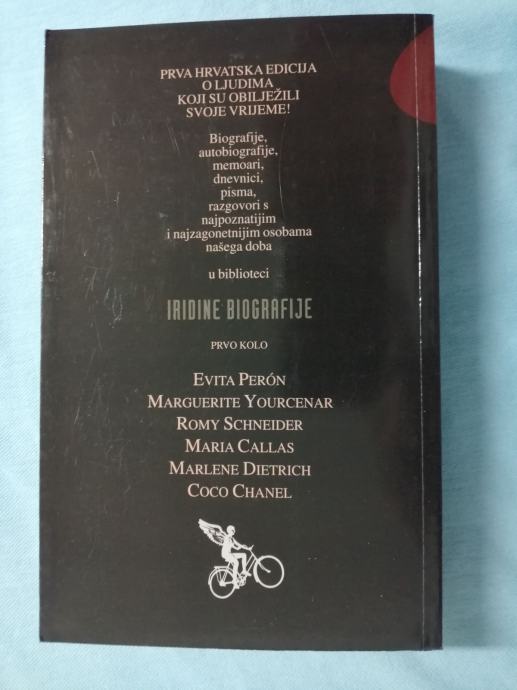 PRVA HRVATSKA EDICIJA
O LJUDIMA
KOJI SU OBILJEŽILI
SVOJE VRIJEME!
Biografije,
autobiografije,
memoari,
dnevnici,
pisma,
razgovori s
najpoznatijim
i najzagonetnijim osobama
našega doba
u biblioteci
IRIDINE BIOGRAFIJE
PRVO KOLO
EVITA PERÓN
MARGUERITE YOURCENAR
ROMY SCHNEIDER
MARIA CALLAS
MARLENE DIETRICH
COCO CHANEL